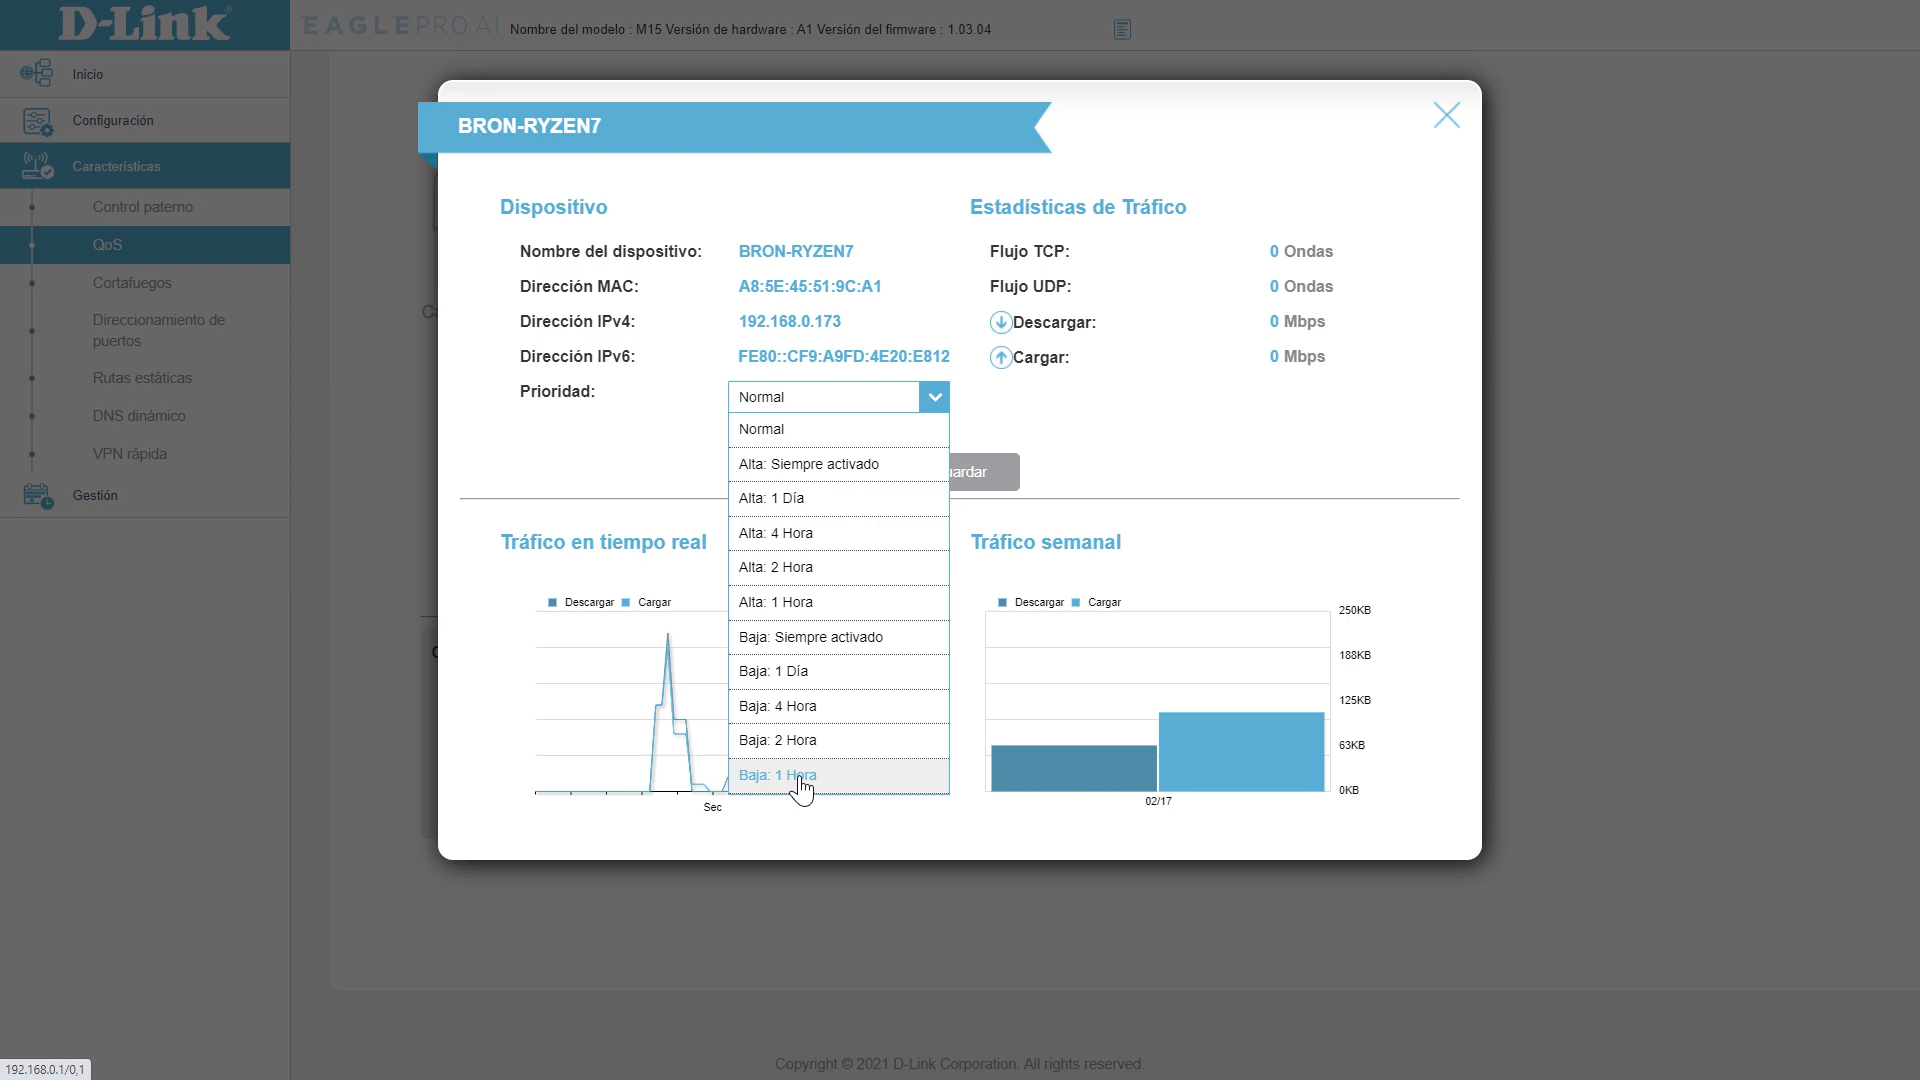 D-Link
EAGLE PRO AI
Nombre del modelo : M15 Versión de hardware : A1 Versión del firmware : 1.03.04
Inicio
Configuración
Características
Control paterno
QoS
Cortafuegos
Direccionamiento de
puertos
Rutas estáticas
DNS dinámico
VPN rápida
Gestión
BRON-RYZEN7
Dispositivo
Nombre del dispositivo: BRON-RYZEN7
Dirección MAC: A8:5E:45:51:9C:A1
Dirección IPv4: 192.168.0.173
Dirección IPv6: FE80::CF9:A9FD:4E20:E812
Prioridad: Normal
Normal
Alta: Siempre activado
Alta: 1 Día
Alta: 4 Hora
Alta: 2 Hora
Alta: 1 Hora
Baja: Siempre activado
Baja: 1 Día
Baja: 4 Hora
Baja: 2 Hora
Baja: 1 Hora
Estadísticas de Tráfico
Flujo TCP: 0 Ondas
Flujo UDP: 0 Ondas
Descargar: 0 Mbps
Cargar: 0 Mbps
Tráfico en tiempo real
Descargar Cargar
Sec
Tráfico semanal
Descargar Cargar
250KB
188KB
125KB
63KB
0KB
02/17
Copyright © 2021 D-Link Corporation. All rights reserved.
192.168.0.1/0,1